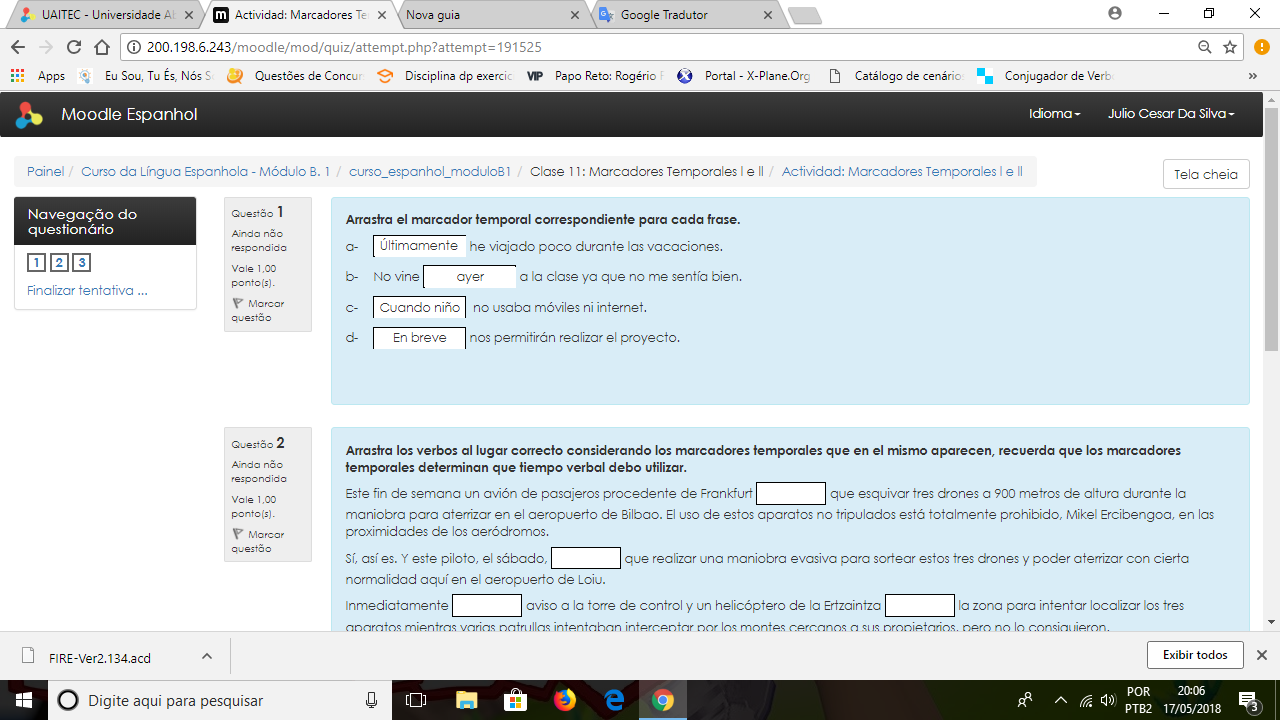 UAITEC - Universidade Ab
Actividad: Marcadores Te
Nova guia
Google Tradutor
200.198.6.243/moodle/mod/quiz/attempt.php?attempt=191525
Apps
Eu Sou, Tu És, Nós S
Questões de Concur
Disciplina dp exercic
VIP Papo Reto: Rogério F
Portal - X-Plane.Org
Catálogo de cenário
Conjugador de Verb
»
Moodle Espanhol
Idioma
Julio Cesar Da Silva
Painel / Curso da Língua Espanhola - Módulo B. 1 / curso_espanhol_moduloB1 / Clase 11: Marcadores Temporales I e II / Actividad: Marcadores Temporales I e II
Tela cheia
Navegação do
questionário
1 2 3
Finalizar tentativa ...
Questão 1
Ainda não
respondida
Vale 1,00
ponto(s).
Marcar
questão
Arrastra el marcador temporal correspondiente para cada frase.
a- Últimamente he viajado poco durante las vacaciones.
b- No vine ayer a la clase ya que no me sentía bien.
c- Cuando niño no usaba móviles ni internet.
d- En breve nos permitirán realizar el proyecto.
Questão 2
Ainda não
respondida
Vale 1,00
ponto(s).
Marcar
questão
Arrastra los verbos al lugar correcto considerando los marcadores temporales que en el mismo aparecen, recuerda que los marcadores
temporales determinan que tiempo verbal debo utilizar.
Este fin de semana un avión de pasajeros procedente de Frankfurt que esquivar tres drones a 900 metros de altura durante la
maniobra para aterrizar en el aeropuerto de Bilbao. El uso de estos aparatos no tripulados está totalmente prohibido, Mikel Ercibengoa, en las
proximidades de los aeródromos.
Sí, así es. Y este piloto, el sábado, que realizar una maniobra evasiva para sortear estos tres drones y poder aterrizar con cierta
normalidad aquí en el aeropuerto de Loiu.
Inmediatamente aviso a la torre de control y un helicóptero de la Ertzaintza la zona para intentar localizar los tres
aparatos mientras varias patrullas intentaban interceptar por los montes cercanos a sus propietarios, pero no lo consiguieron.
FIRE-Ver2.134.acd
Exibir todos
Digite aqui para pesquisar
POR
PTB2
20:06
17/05/2018
3